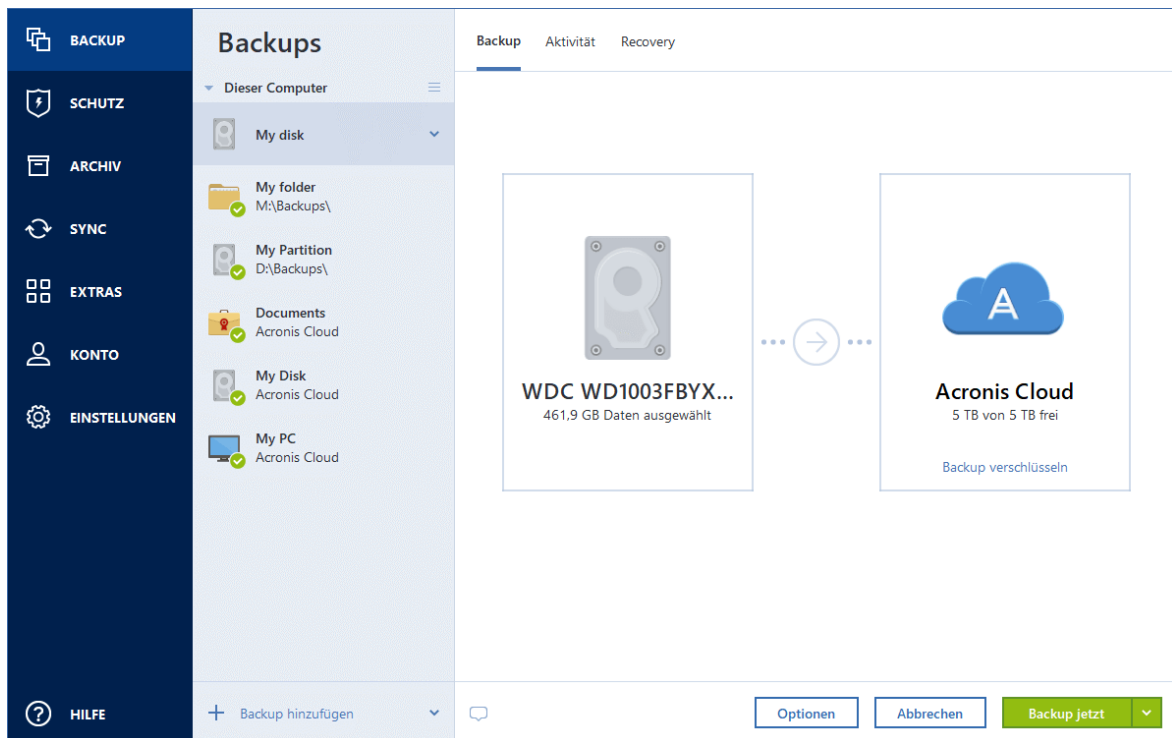 BACKUP
SCHUTZ
ARCHIV
SYNC
EXTRAS
KONTO
EINSTELLUNGEN
HILFE
Backups
Dieser Computer
My disk
My folder
M:\Backups\
My Partition
D:\Backups\
Documents
Acronis Cloud
My Disk
Acronis Cloud
My PC
Acronis Cloud
Backup hinzufügen
Backup Aktivität Recovery
WDC WD1003FBYX...
461,9 GB Daten ausgewählt
A
Acronis Cloud
5 TB von 5 TB frei
Backup verschlüsseln
Optionen Abbrechen Backup jetzt